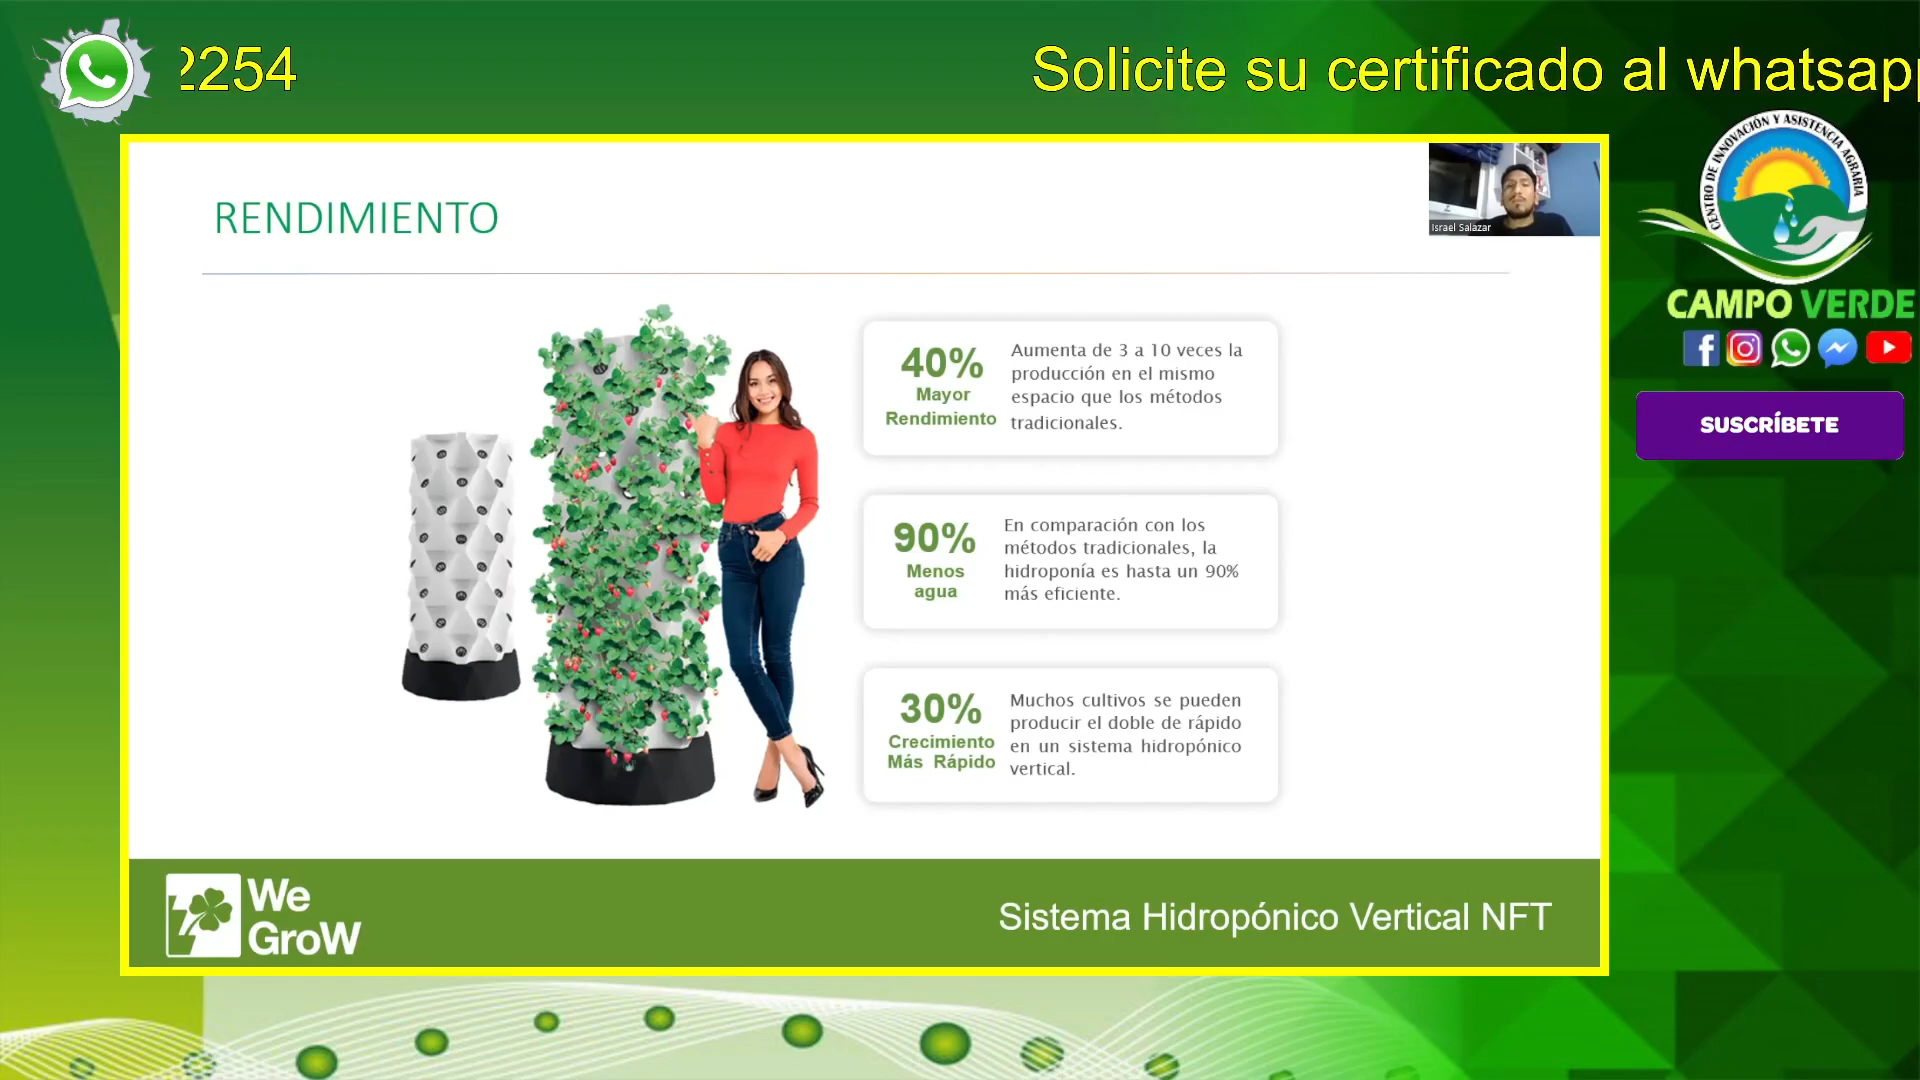 2254
Solicite su certificado al whatsapp
CENTRO DE INNOVACIÓN Y ASISTENCIA AGRARIA
CAMPO VERDE
SUSCRÍBETE
Israel Salazar
RENDIMIENTO
40%
Mayor
Rendimiento
Aumenta de 3 a 10 veces la
producción en el mismo
espacio que los métodos
tradicionales.
90%
Menos
agua
En comparación con los
métodos tradicionales, la
hidroponía es hasta un 90%
más eficiente.
30%
Crecimiento
Más Rápido
Muchos cultivos se pueden
producir el doble de rápido
en un sistema hidropónico
vertical.
We
GroW
Sistema Hidropónico Vertical NFT